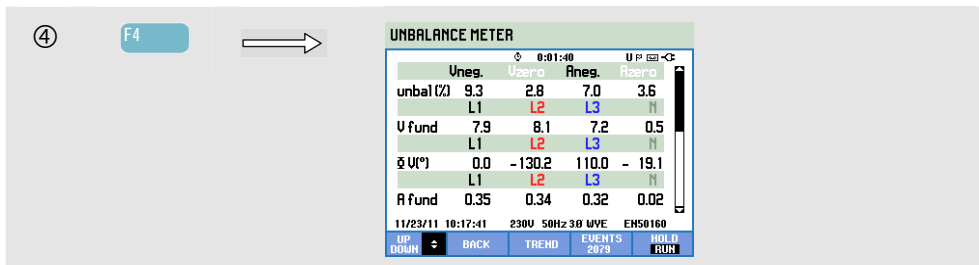 ④ F4
UNBALANCE METER
0:01:40 U
Vneg. Vzero Aneg. Azero
unbal(%) 9.3 2.8 7.0 3.6
L1 L2 L3 N
V fund 7.9 8.1 7.2 0.5
L1 L2 L3 N
Φ V(°) 0.0 -130.2 110.0 - 19.1
L1 L2 L3 N
A fund 0.35 0.34 0.32 0.02
11/23/11 10:17:41 230V 50Hz 3.Ø WYE EN50160
UP DOWN BACK TREND EVENTS 2079 HOLD RUN